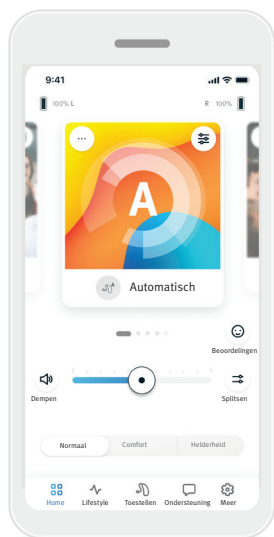 9:41
100% L
R 100%
A
A
Automatisch
Beoordelingen
Dempen
Splitsen
Normaal Comfort Helderheid
Home Lifestyle Toestellen Ondersteuning Meer